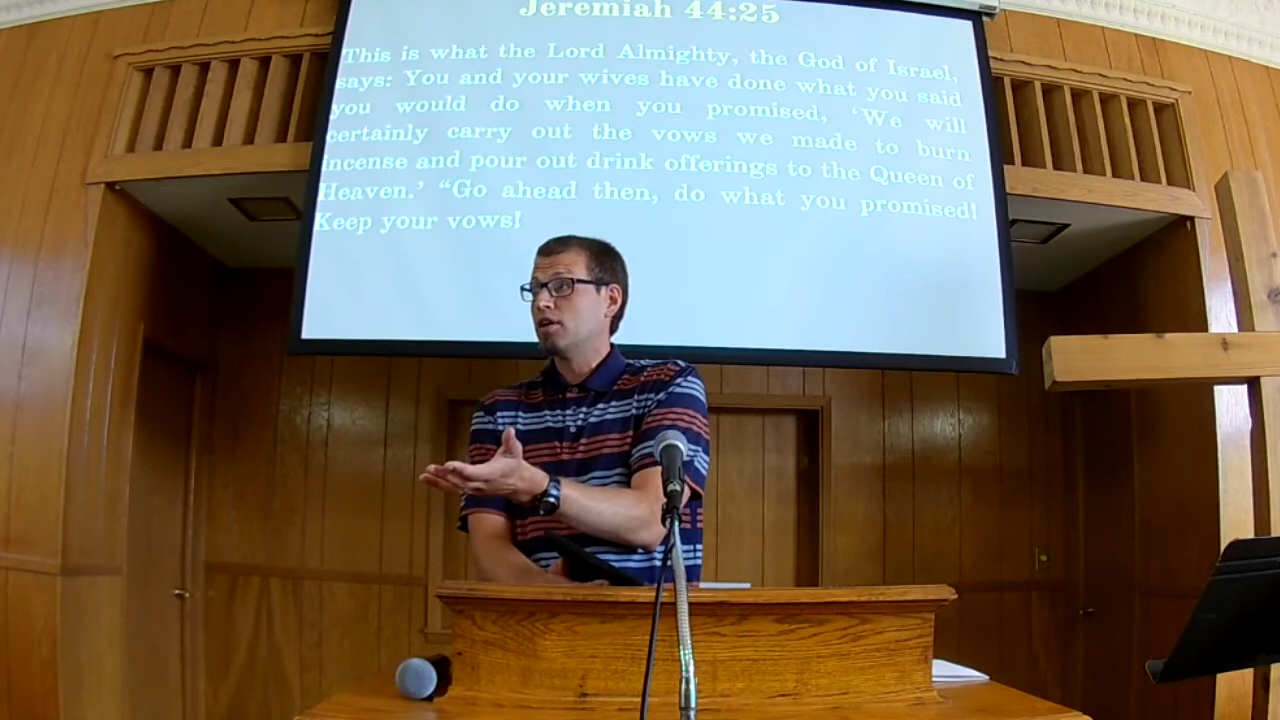 Jeremiah 44:25
This is what the Lord Almighty, the God of Israel,
says: You and your wives have done what you said
you would do when you promised, ‘We will
certainly carry out the vows we made to burn
incense and pour out drink offerings to the Queen of
Heaven.’ “Go ahead then, do what you promised!
Keep your vows!